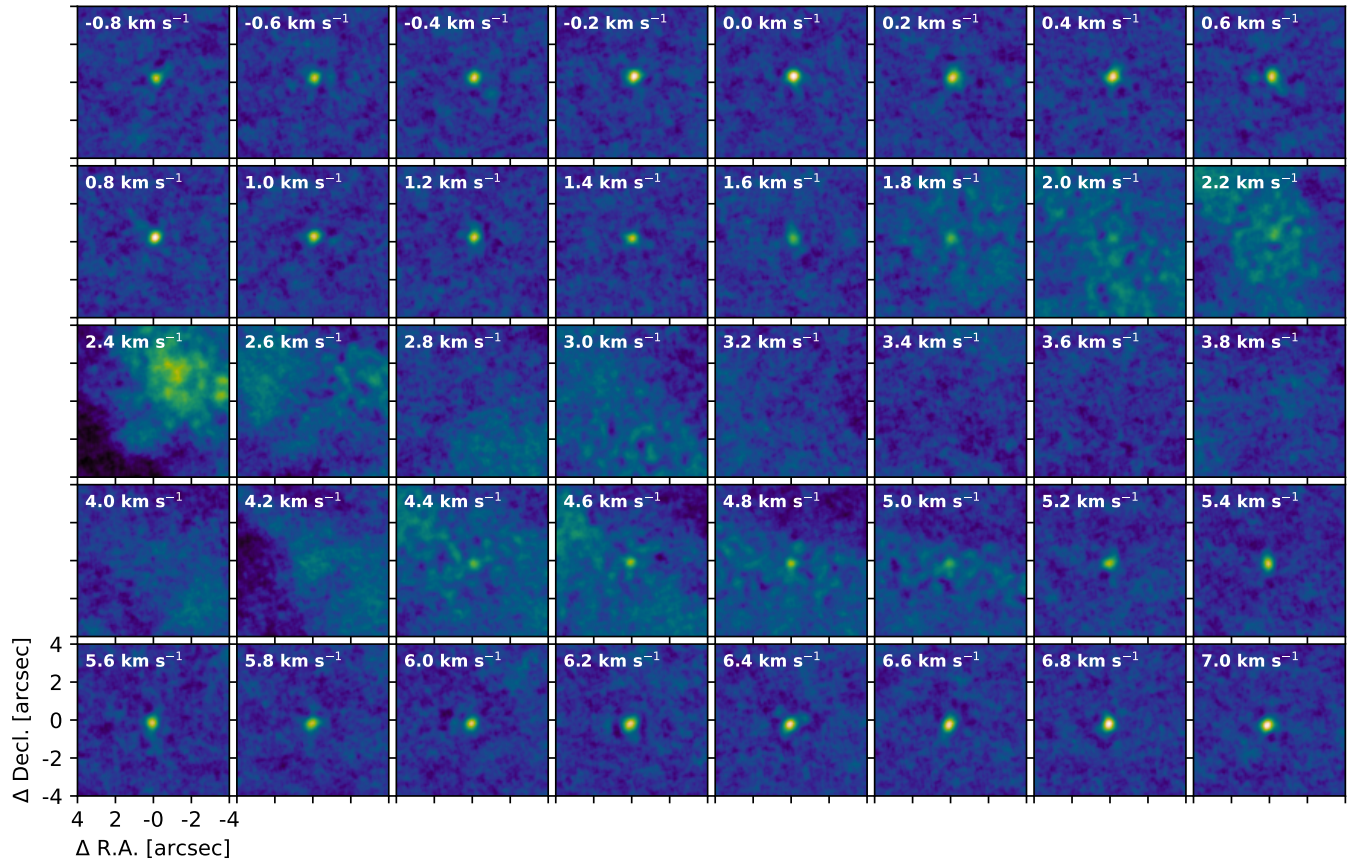 -0.8 km s⁻¹ -0.6 km s⁻¹ -0.4 km s⁻¹ -0.2 km s⁻¹ 0.0 km s⁻¹ 0.2 km s⁻¹ 0.4 km s⁻¹ 0.6 km s⁻¹
0.8 km s⁻¹ 1.0 km s⁻¹ 1.2 km s⁻¹ 1.4 km s⁻¹ 1.6 km s⁻¹ 1.8 km s⁻¹ 2.0 km s⁻¹ 2.2 km s⁻¹
2.4 km s⁻¹ 2.6 km s⁻¹ 2.8 km s⁻¹ 3.0 km s⁻¹ 3.2 km s⁻¹ 3.4 km s⁻¹ 3.6 km s⁻¹ 3.8 km s⁻¹
4.0 km s⁻¹ 4.2 km s⁻¹ 4.4 km s⁻¹ 4.6 km s⁻¹ 4.8 km s⁻¹ 5.0 km s⁻¹ 5.2 km s⁻¹ 5.4 km s⁻¹
5.6 km s⁻¹ 5.8 km s⁻¹ 6.0 km s⁻¹ 6.2 km s⁻¹ 6.4 km s⁻¹ 6.6 km s⁻¹ 6.8 km s⁻¹ 7.0 km s⁻¹
Δ Decl. [arcsec]
4
2
0
-2
-4
4 2 -0 -2 -4
Δ R.A. [arcsec]